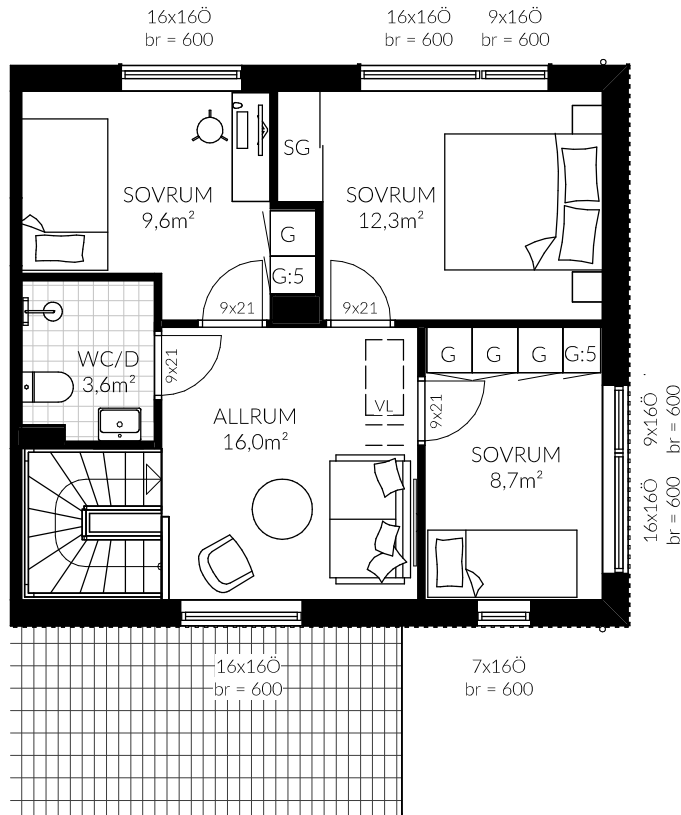 16x16Ö
br = 600
16x16Ö
br = 600
9x16Ö
br = 600
SG
SOVRUM
9,6m²
SOVRUM
12,3m²
G
G:5
9x21
9x21
WC/D
3,6m²
9x21
ALLRUM
16,0m²
VL
9x21
G
G
G
G:5
SOVRUM
8,7m²
9x16Ö
br = 600
16x16Ö
br = 600
16x16Ö
br = 600
7x16Ö
br = 600